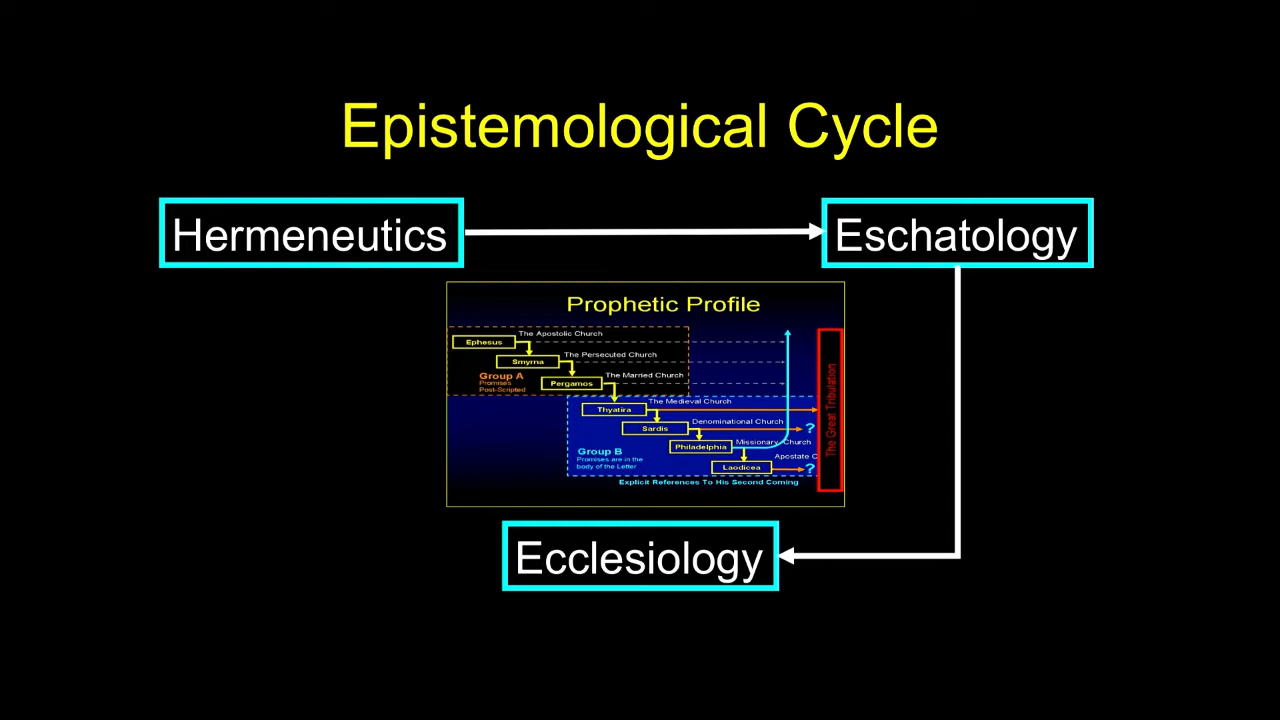 Epistemological Cycle
Hermeneutics
Eschatology
Prophetic Profile
The Apostolic Church
Ephesus
The Persecuted Church
Smyrna
The Married Church
Group A
Promises
Post-Scripted
Pergamos
The Medieval Church
Thyatira
Denominational Church
Sardis
?
Missionary Church
Philadelphia
Group B
Promises are in the
body of the Letter
Apostate C
Laodicea
?
Explicit References To His Second Coming
The Great Tribulation
Ecclesiology